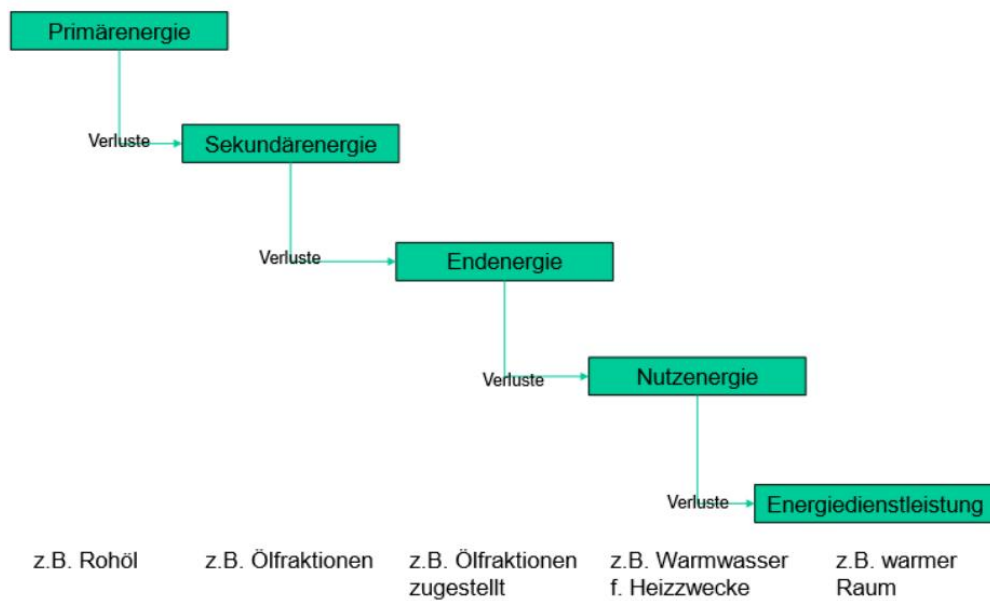 Primärenergie
Verluste
Sekundärenergie
Verluste
Endenergie
Verluste
Nutzenergie
Verluste
Energiedienstleistung
z.B. Rohöl
z.B. Ölfraktionen
z.B. Ölfraktionen
zugestellt
z.B. Warmwasser
f. Heizzwecke
z.B. warmer
Raum